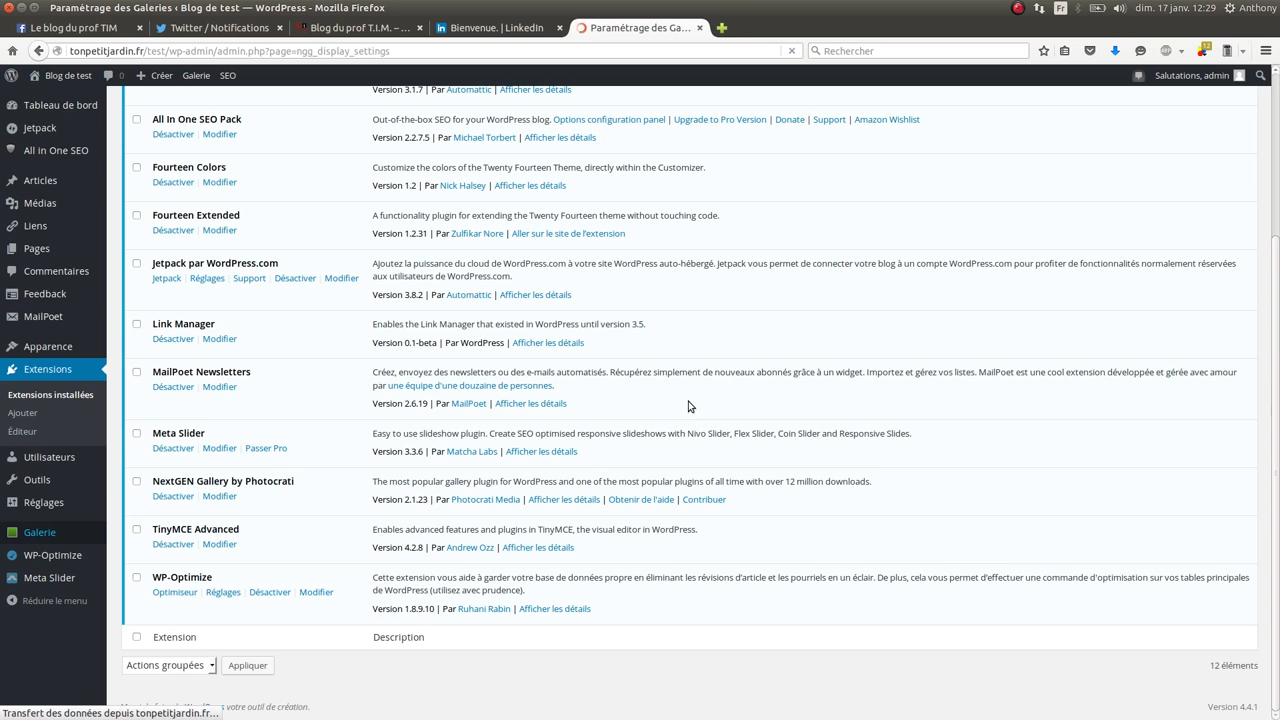 Paramétrage des Galeries ‹ Blog de test — WordPress - Mozilla Firefox
Fr dim. 17 janv. 12:29 Anthony
Le blog du prof TIM
Twitter / Notifications
Blog du prof T.I.M. – ...
Bienvenue. | LinkedIn
Paramétrage des Ga...
tonpetitjardin.fr/test/wp-admin/admin.php?page=ngg_display_settings
Rechercher
Blog de test 0 Créer Galerie SEO Salutations, admin
Tableau de bord
Jetpack
All in One SEO
Articles
Médias
Liens
Pages
Commentaires
Feedback
MailPoet
Apparence
Extensions
Extensions installées
Ajouter
Éditeur
Utilisateurs
Outils
Réglages
Galerie
WP-Optimize
Meta Slider
Réduire le menu
Version 3.1.7 | Par Automattic | Afficher les détails
All In One SEO Pack
Désactiver | Modifier
Out-of-the-box SEO for your WordPress blog. Options configuration panel | Upgrade to Pro Version | Donate | Support | Amazon Wishlist
Version 2.2.7.5 | Par Michael Torbert | Afficher les détails
Fourteen Colors
Désactiver | Modifier
Customize the colors of the Twenty Fourteen Theme, directly within the Customizer.
Version 1.2 | Par Nick Halsey | Afficher les détails
Fourteen Extended
Désactiver | Modifier
A functionality plugin for extending the Twenty Fourteen theme without touching code.
Version 1.2.31 | Par Zulfikar Nore | Aller sur le site de l'extension
Jetpack par WordPress.com
Jetpack | Réglages | Support | Désactiver | Modifier
Ajoutez la puissance du cloud de WordPress.com à votre site WordPress auto-hébergé. Jetpack vous permet de connecter votre blog à un compte WordPress.com pour profiter de fonctionnalités normalement réservées
aux utilisateurs de WordPress.com.
Version 3.8.2 | Par Automattic | Afficher les détails
Link Manager
Désactiver | Modifier
Enables the Link Manager that existed in WordPress until version 3.5.
Version 0.1-beta | Par WordPress | Afficher les détails
MailPoet Newsletters
Désactiver | Modifier
Créez, envoyez des newsletters ou des e-mails automatisés. Récupérez simplement de nouveaux abonnés grâce à un widget. Importez et gérez vos listes. MailPoet est une cool extension développée et gérée avec amour
par une équipe d'une douzaine de personnes.
Version 2.6.19 | Par MailPoet | Afficher les détails
Meta Slider
Désactiver | Modifier | Passer Pro
Easy to use slideshow plugin. Create SEO optimised responsive slideshows with Nivo Slider, Flex Slider, Coin Slider and Responsive Slides.
Version 3.3.6 | Par Matcha Labs | Afficher les détails
NextGEN Gallery by Photocrati
Désactiver | Modifier
The most popular gallery plugin for WordPress and one of the most popular plugins of all time with over 12 million downloads.
Version 2.1.23 | Par Photocrati Media | Afficher les détails | Obtenir de l'aide | Contribuer
TinyMCE Advanced
Désactiver | Modifier
Enables advanced features and plugins in TinyMCE, the visual editor in WordPress.
Version 4.2.8 | Par Andrew Ozz | Afficher les détails
WP-Optimize
Optimiseur | Réglages | Désactiver | Modifier
Cette extension vous aide à garder votre base de données propre en éliminant les révisions d'article et les pourriels en un éclair. De plus, cela vous permet d'effectuer une commande d'optimisation sur vos tables principales
de WordPress (utilisez avec prudence).
Version 1.8.9.10 | Par Ruhani Rabin | Afficher les détails
Extension Description
Actions groupées Appliquer 12 éléments
votre outil de création. Version 4.4.1
Transfert des données depuis tonpetitjardin.fr...